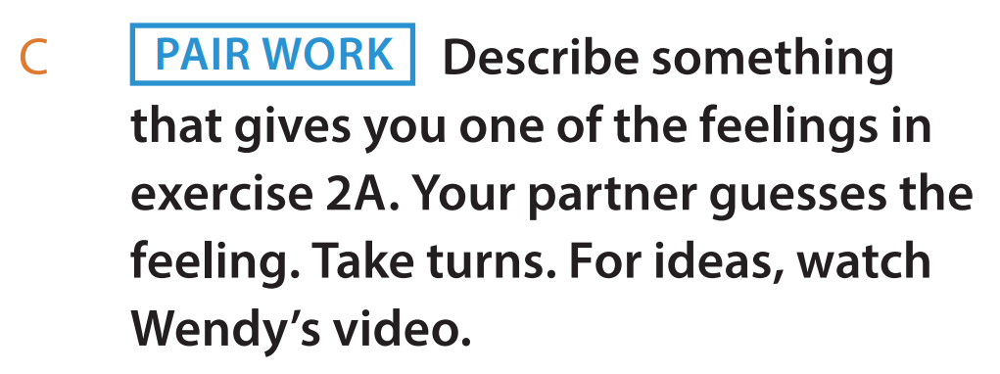 C PAIR WORK Describe something
that gives you one of the feelings in
exercise 2A. Your partner guesses the
feeling. Take turns. For ideas, watch
Wendy’s video.